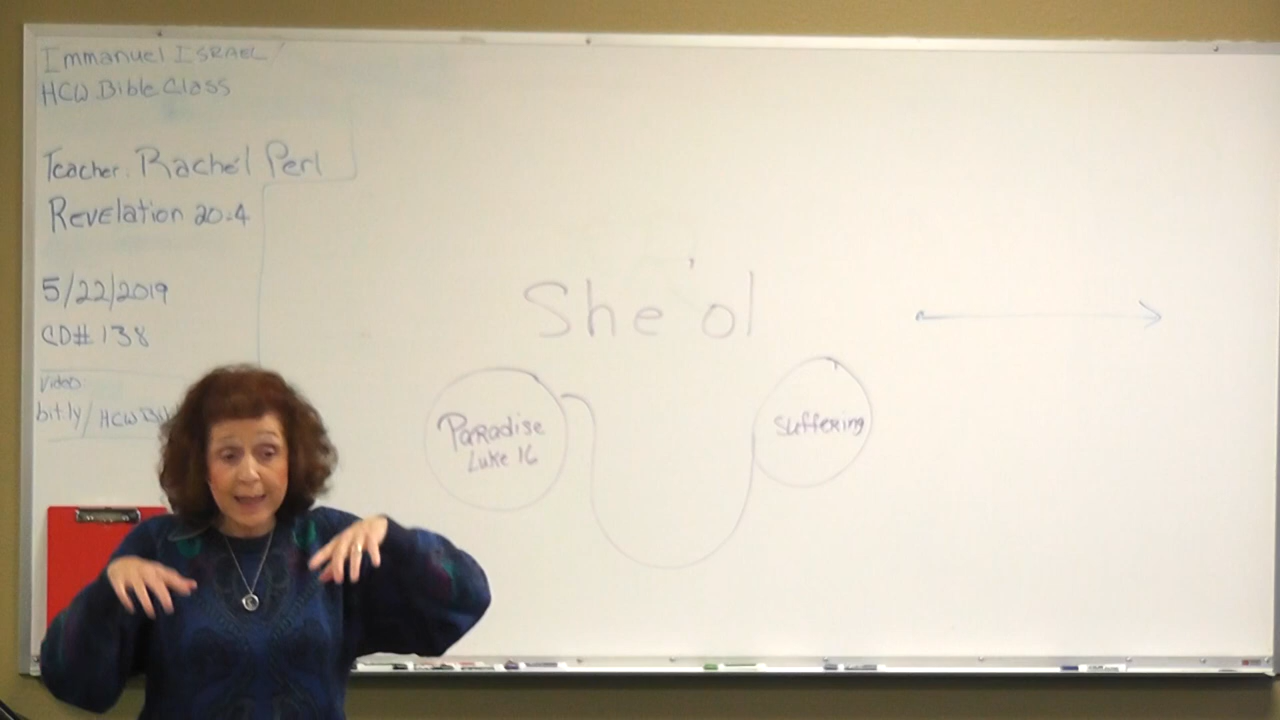 Immanuel ISRAEL
HCW Bible Class
Teacher: Rachel Perl
Revelation 20:4
5/22/2019
CD# 138
Video:
bit.ly/HCWBib
She'ol
Paradise
Luke 16
Suffering